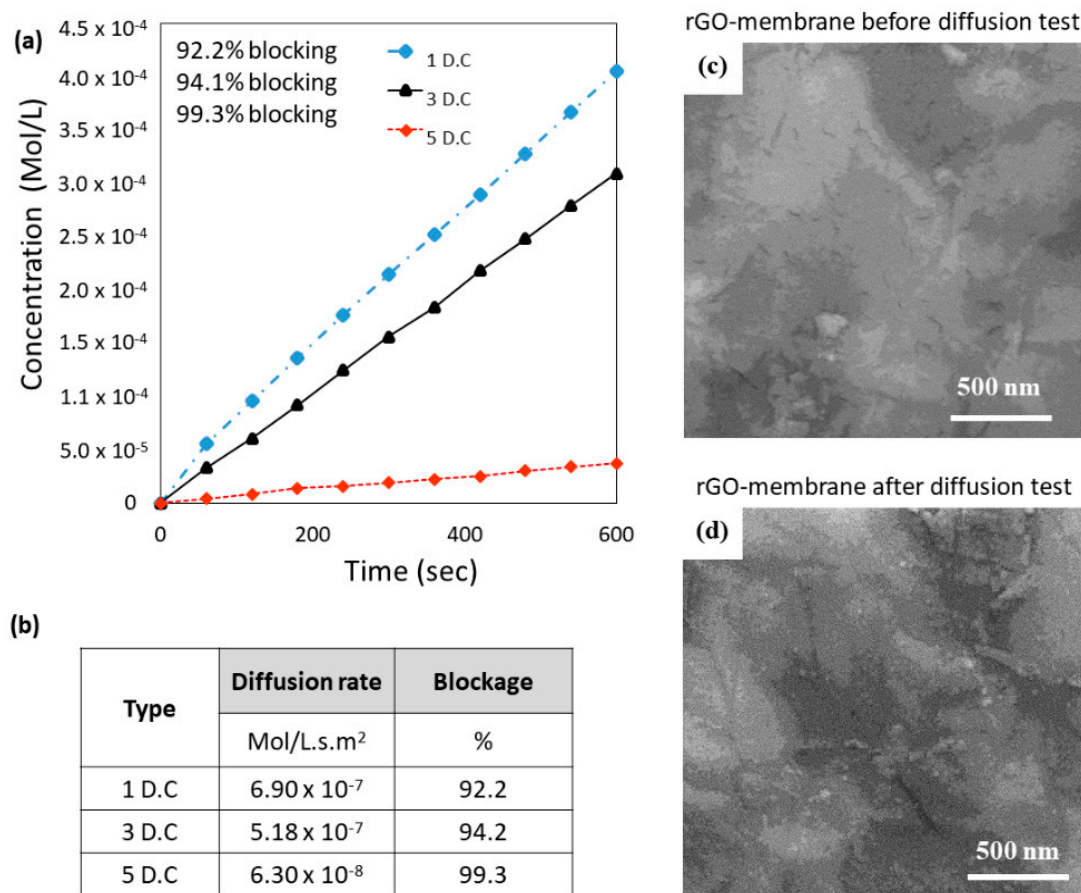 (a)
92.2% blocking
94.1% blocking
99.3% blocking
1 D.C
3 D.C
5 D.C
Concentration (Mol/L)
4.5 x 10⁻⁴
4.0 x 10⁻⁴
3.5 x 10⁻⁴
3.0 x 10⁻⁴
2.5 x 10⁻⁴
2.0 x 10⁻⁴
1.5 x 10⁻⁴
1.1 x 10⁻⁴
5.0 x 10⁻⁵
0
0 200 400 600
Time (sec)
(b)
Type Diffusion rate Blockage
Mol/L.s.m² %
1 D.C 6.90 x 10⁻⁷ 92.2
3 D.C 5.18 x 10⁻⁷ 94.2
5 D.C 6.30 x 10⁻⁸ 99.3
rGO-membrane before diffusion test
(c)
500 nm
rGO-membrane after diffusion test
(d)
500 nm